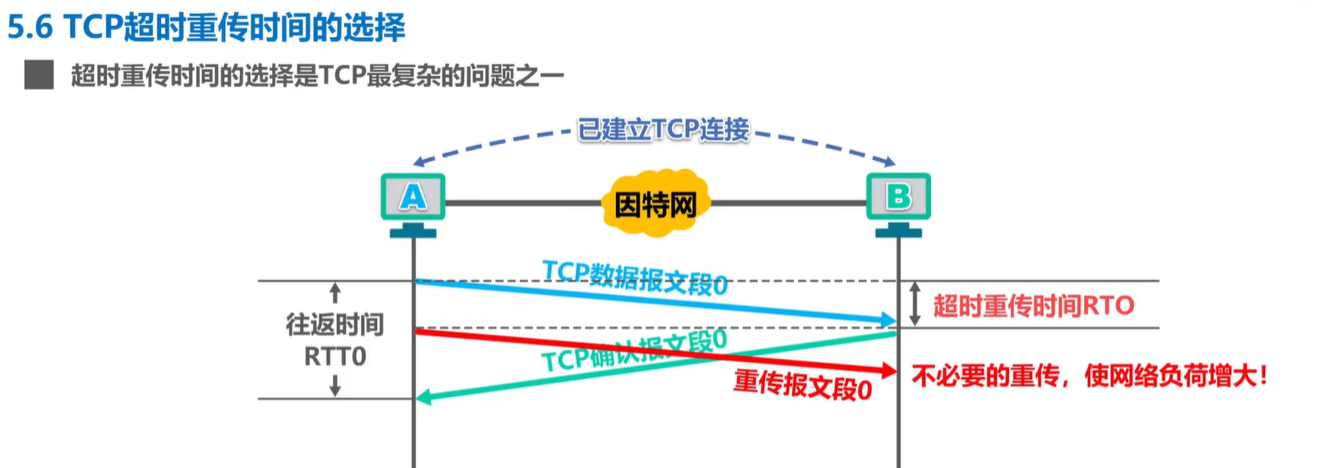 5.6 TCP超时重传时间的选择
超时重传时间的选择是TCP最复杂的问题之一
已建立TCP连接
A
因特网
B
TCP数据报文段0
超时重传时间RTO
往返时间
RTT0
TCP确认报文段0
重传报文段0
不必要的重传，使网络负荷增大！